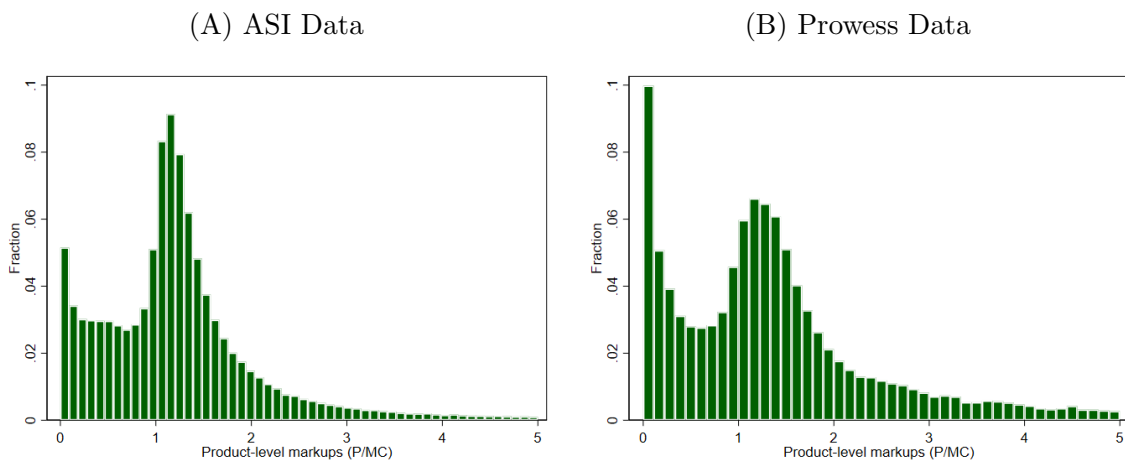 (A) ASI Data
(B) Prowess Data
.1
.08
.06
.04
.02
0
Fraction
0 1 2 3 4 5
Product-level markups (P/MC)
.1
.08
.06
.04
.02
0
Fraction
0 1 2 3 4 5
Product-level markups (P/MC)